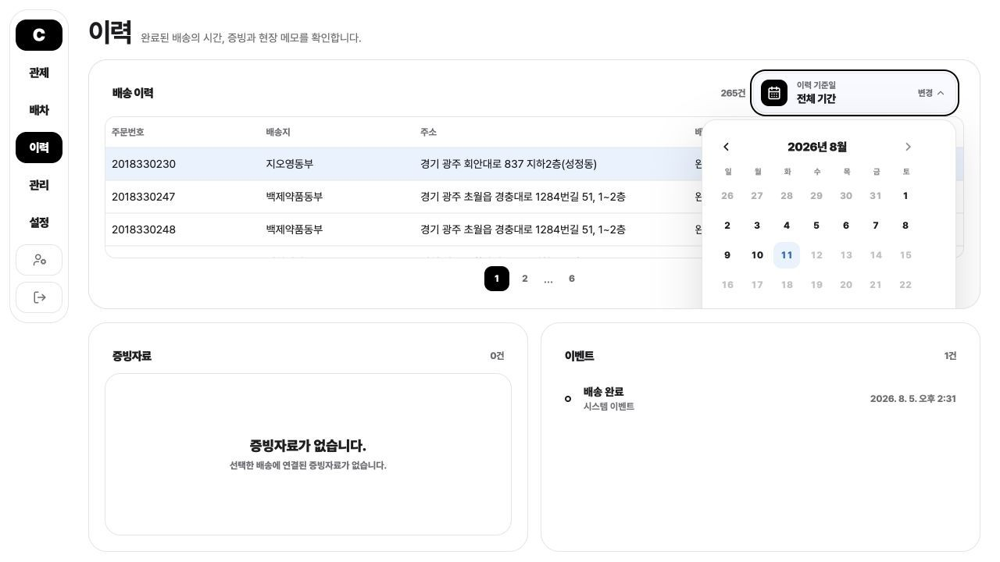 C
관제
배차
이력
관리
설정
이력 완료된 배송의 시간, 증빙과 현장 메모를 확인합니다.
배송 이력 265건
이력 기준일
전체 기간
변경
주문번호 배송지 주소
2018330230 지오영동부 경기 광주 회안대로 837 지하2층(성정동)
2018330247 백제약품동부 경기 광주 초월읍 경충대로 1284번길 51, 1~2층
2018330248 백제약품동부 경기 광주 초월읍 경충대로 1284번길 51, 1~2층
1 2 ... 6
2026년 8월
일 월 화 수 목 금 토
26 27 28 29 30 31 1
2 3 4 5 6 7 8
9 10 11 12 13 14 15
16 17 18 19 20 21 22
증빙자료 0건
증빙자료가 없습니다.
선택한 배송에 연결된 증빙자료가 없습니다.
이벤트 1건
배송 완료
시스템 이벤트
2026. 8. 5. 오후 2:31